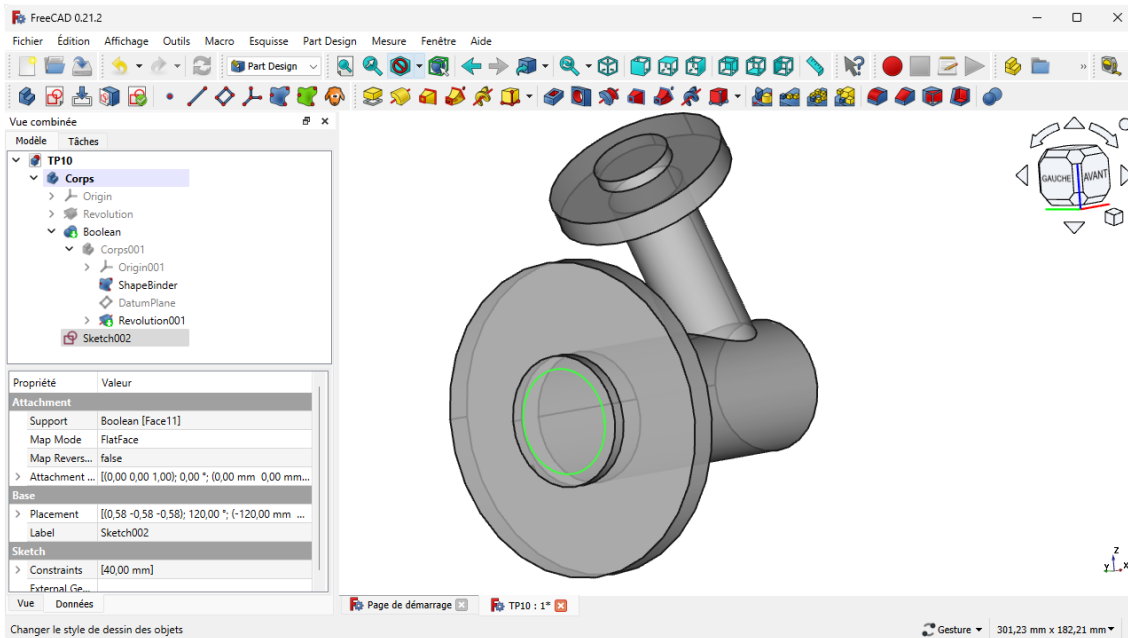 FreeCAD 0.21.2
Fichier Édition Affichage Outils Macro Esquisse Part Design Mesure Fenêtre Aide
Part Design
Vue combinée
Modèle Tâches
TP10
Corps
Origin
Revolution
Boolean
Corps001
Origin001
ShapeBinder
DatumPlane
Revolution001
Sketch002
Propriété Valeur
Attachment
Support Boolean [Face11]
Map Mode FlatFace
Map Revers... false
Attachment ... [(0,00 0,00 1,00); 0,00 °; (0,00 mm 0,00 mm...
Base
Placement [(0,58 -0,58 -0,58); 120,00 °; (-120,00 mm ...
Label Sketch002
Sketch
Constraints [40,00 mm]
External Ge...
Vue Données
GAUCHE AVANT
Z
Y X
Page de démarrage
TP10 : 1*
Changer le style de dessin des objets
Gesture 301,23 mm x 182,21 mm